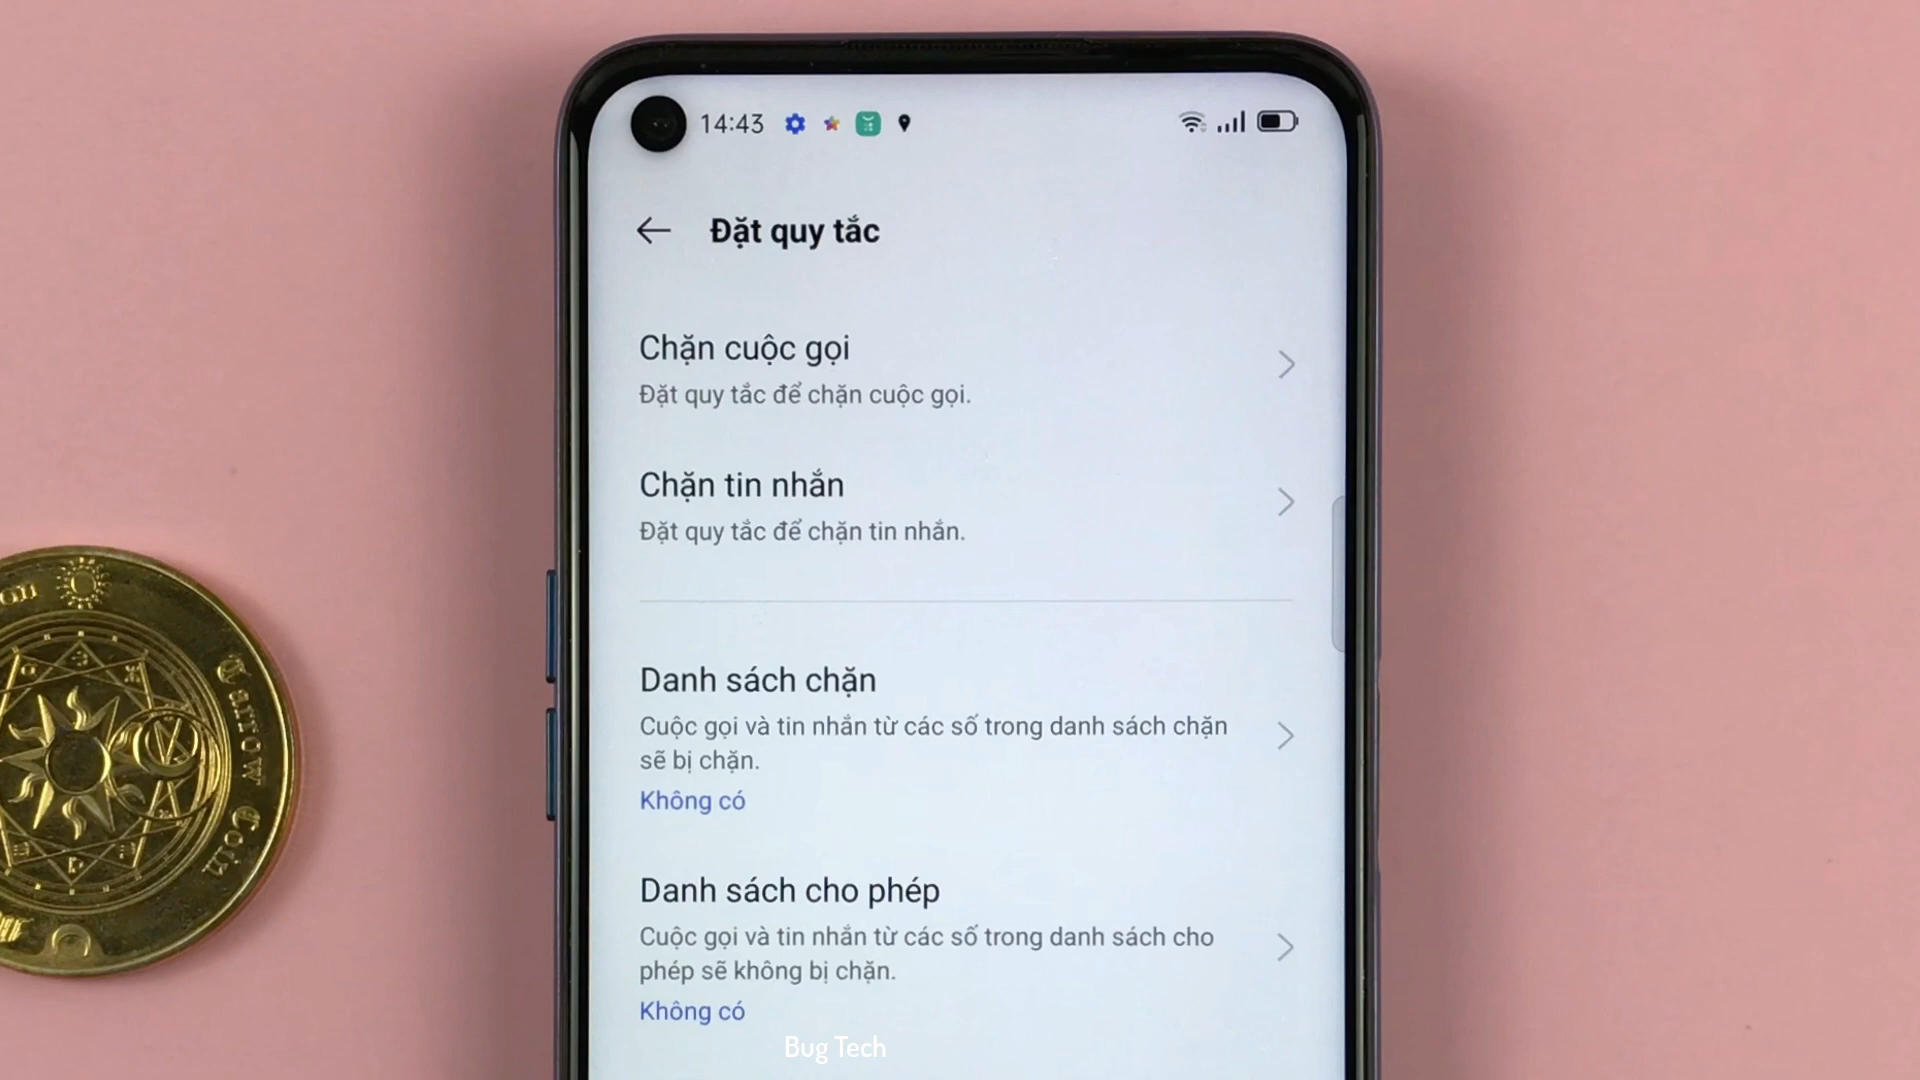 14:43
Đặt quy tắc
Chặn cuộc gọi
Đặt quy tắc để chặn cuộc gọi.
Chặn tin nhắn
Đặt quy tắc để chặn tin nhắn.
Danh sách chặn
Cuộc gọi và tin nhắn từ các số trong danh sách chặn
sẽ bị chặn.
Không có
Danh sách cho phép
Cuộc gọi và tin nhắn từ các số trong danh sách cho
phép sẽ không bị chặn.
Không có
Bug Tech
Tarow Coin